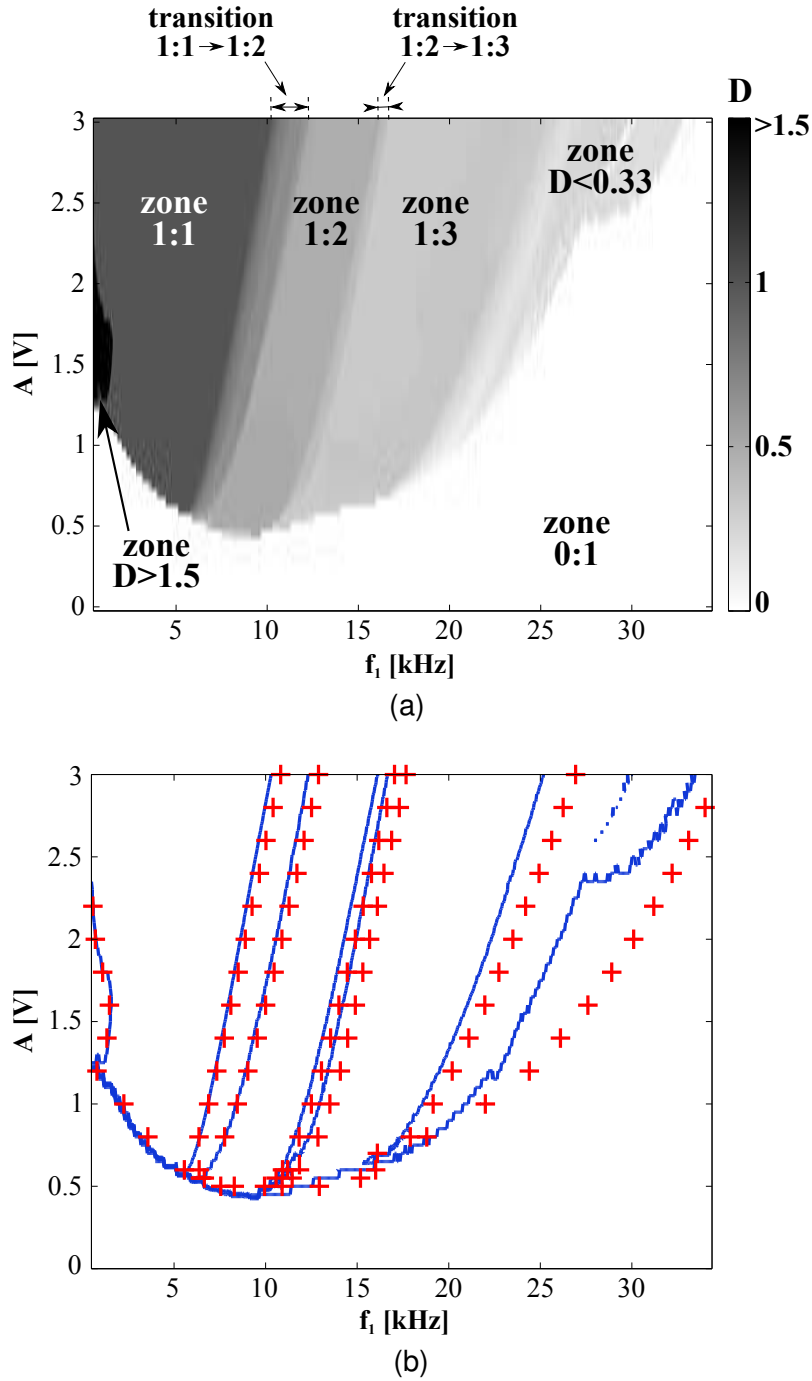 transition
1:1→1:2
transition
1:2→1:3
D
>1.5
1
0.5
0
3
2.5
2
1.5
1
0.5
0
A [V]
zone
1:1
zone
1:2
zone
1:3
zone
D<0.33
zone
D>1.5
zone
0:1
5
10
15
20
25
30
f₁ [kHz]
(a)
3
2.5
2
1.5
1
0.5
0
A [V]
5
10
15
20
25
30
f₁ [kHz]
(b)